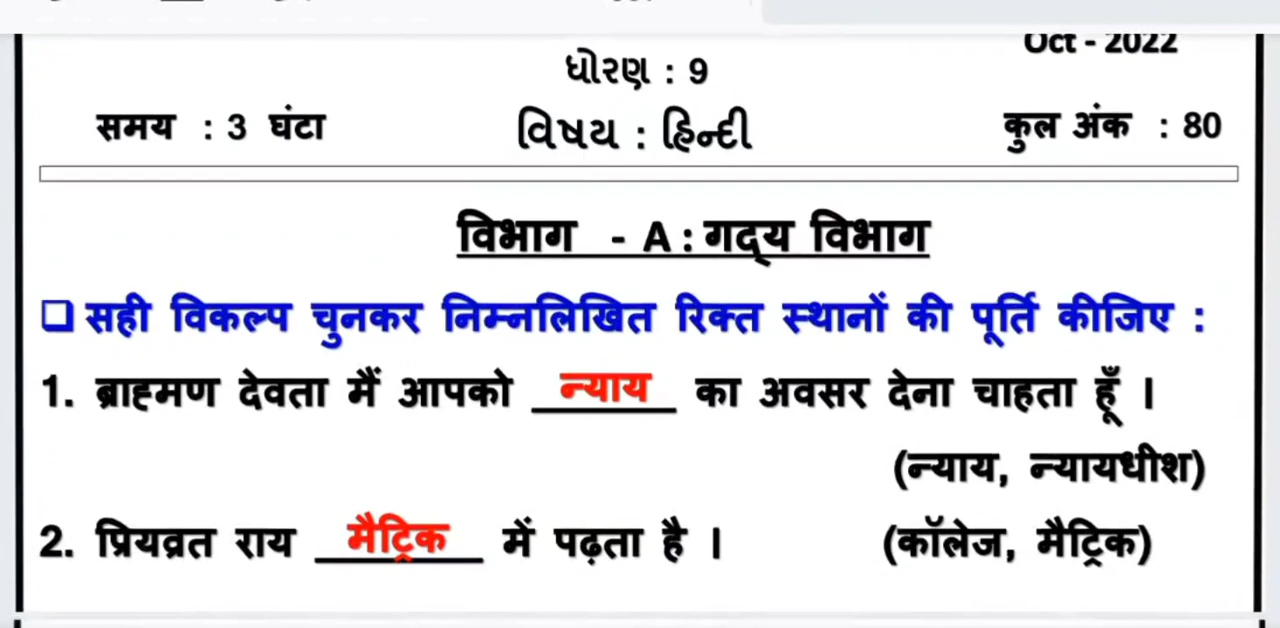 Oct - 2022
ધોરણ : 9
समय : 3 घंटा
વિષય : હિન્દી
कुल अंक : 80
विभाग - A : गद्‌य विभाग
❑ सही विकल्प चुनकर निम्नलिखित रिक्त स्थानों की पूर्ति कीजिए :
1. ब्राह्मण देवता मैं आपको न्याय का अवसर देना चाहता हूँ ।
(न्याय, न्यायधीश)
2. प्रियव्रत राय मैट्रिक में पढ़ता है । (कॉलेज, मैट्रिक)